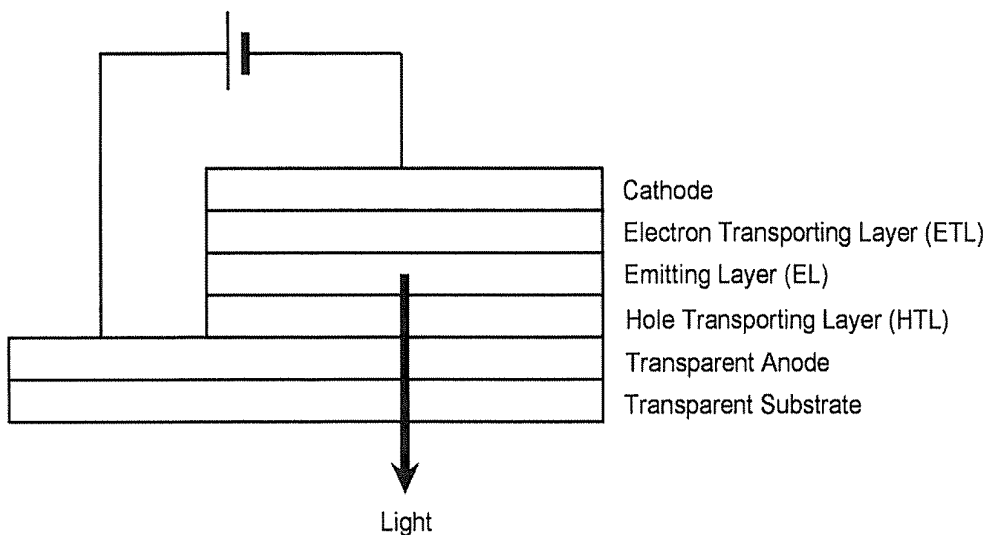 Cathode
Electron Transporting Layer (ETL)
Emitting Layer (EL)
Hole Transporting Layer (HTL)
Transparent Anode
Transparent Substrate
Light